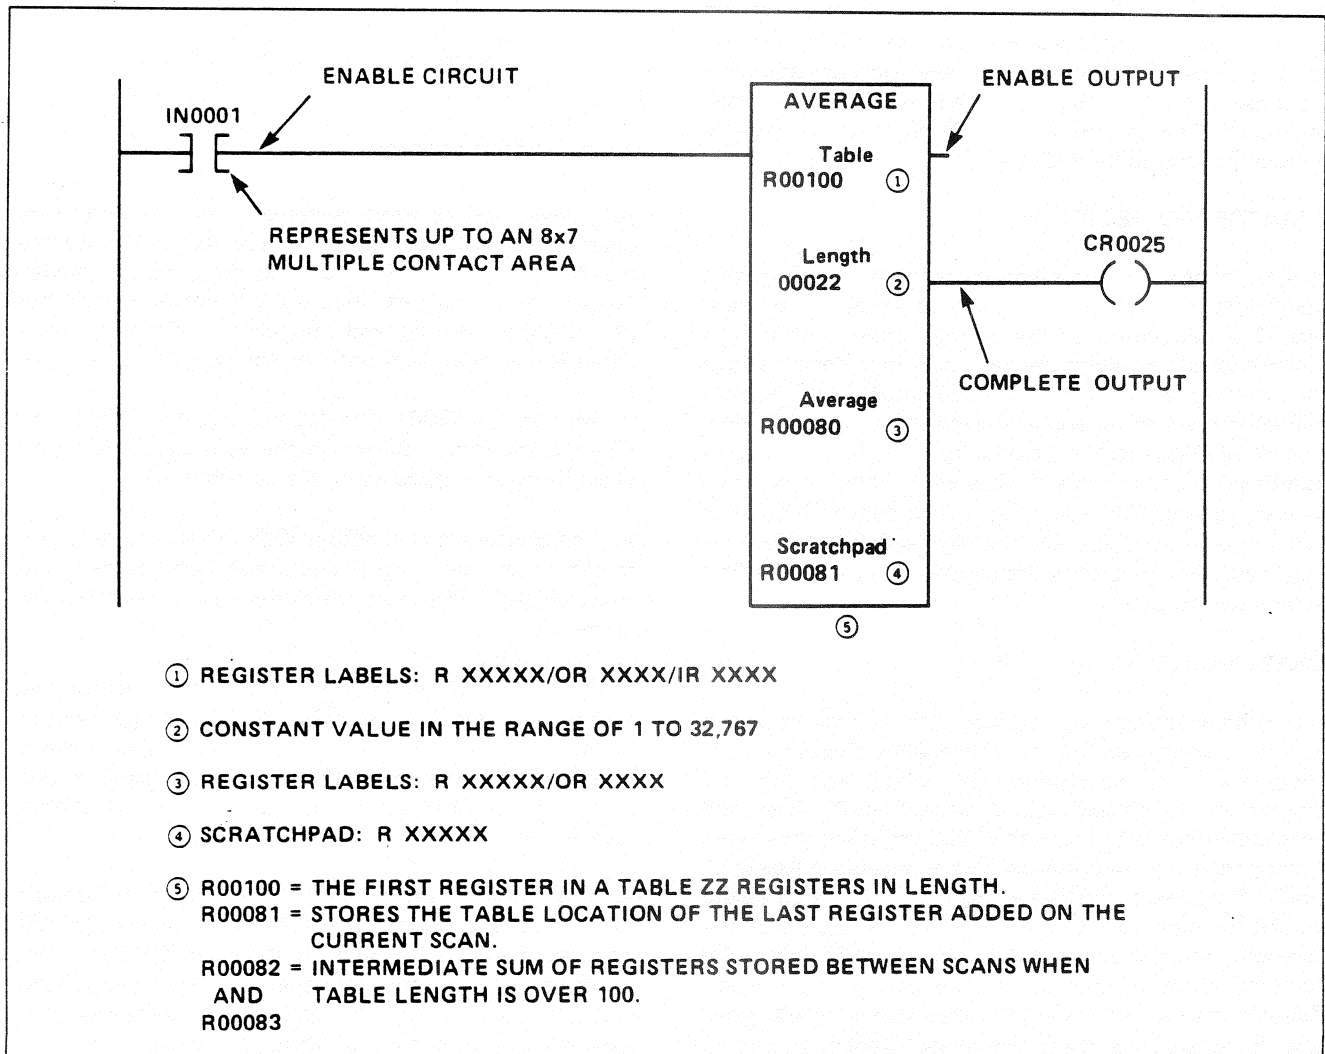 ENABLE CIRCUIT
ENABLE OUTPUT
IN0001
AVERAGE
Table
R00100 ①
REPRESENTS UP TO AN 8x7
MULTIPLE CONTACT AREA
Length
00022 ②
CR0025
COMPLETE OUTPUT
Average
R00080 ③
Scratchpad
R00081 ④
⑤
① REGISTER LABELS: R XXXXX/OR XXXX/IR XXXX
② CONSTANT VALUE IN THE RANGE OF 1 TO 32,767
③ REGISTER LABELS: R XXXXX/OR XXXX
④ SCRATCHPAD: R XXXXX
⑤ R00100 = THE FIRST REGISTER IN A TABLE ZZ REGISTERS IN LENGTH.
R00081 = STORES THE TABLE LOCATION OF THE LAST REGISTER ADDED ON THE
CURRENT SCAN.
R00082 = INTERMEDIATE SUM OF REGISTERS STORED BETWEEN SCANS WHEN
AND TABLE LENGTH IS OVER 100.
R00083